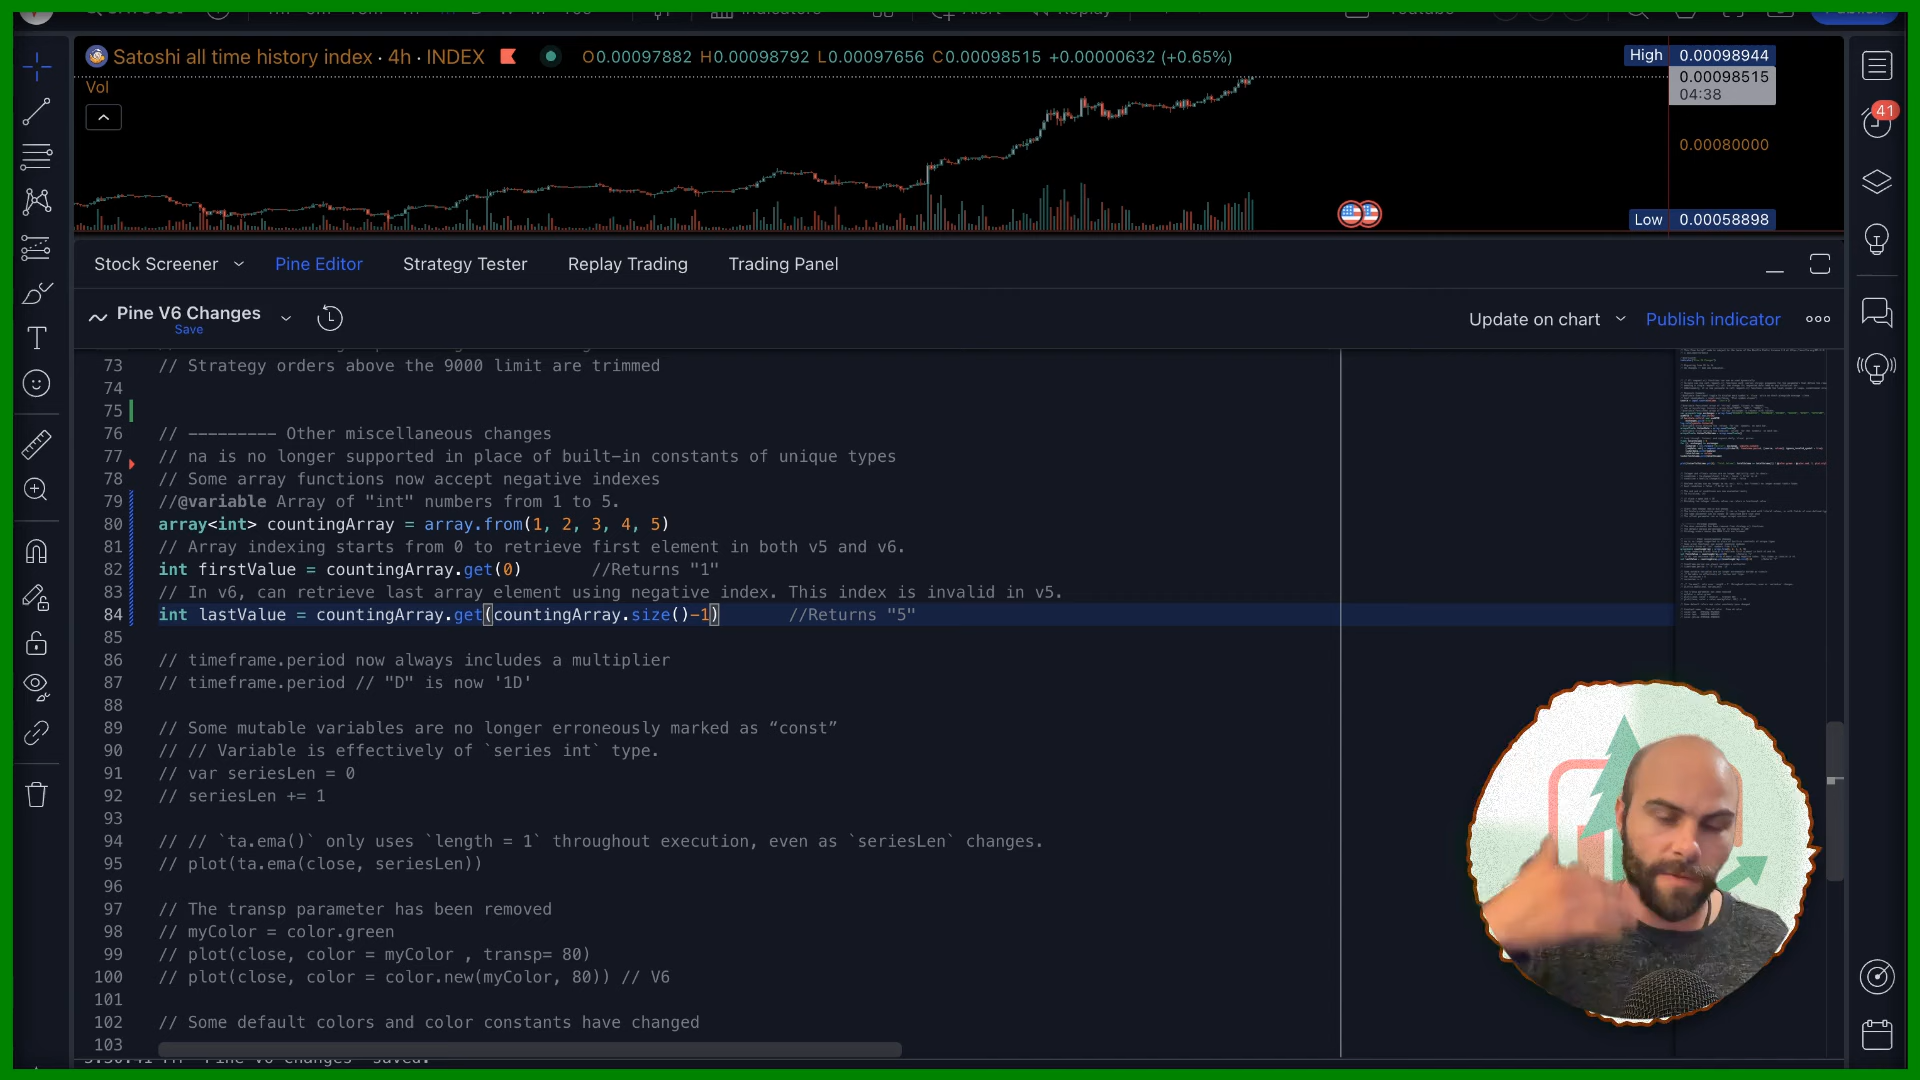 Satoshi all time history index · 4h · INDEX O0.00097882 H0.00098792 L0.00097656 C0.00098515 +0.00000632 (+0.65%)
Vol
High 0.00098944
0.00098515
04:38
0.00080000
Low 0.00058898
41
Stock Screener Pine Editor Strategy Tester Replay Trading Trading Panel
Pine V6 Changes
Save
Update on chart Publish indicator
73 // Strategy orders above the 9000 limit are trimmed
74
75
76 // --------- Other miscellaneous changes
77 // na is no longer supported in place of built-in constants of unique types
78 // Some array functions now accept negative indexes
79 //@variable Array of "int" numbers from 1 to 5.
80 array<int> countingArray = array.from(1, 2, 3, 4, 5)
81 // Array indexing starts from 0 to retrieve first element in both v5 and v6.
82 int firstValue = countingArray.get(0) //Returns "1"
83 // In v6, can retrieve last array element using negative index. This index is invalid in v5.
84 int lastValue = countingArray.get(countingArray.size()-1) //Returns "5"
85
86 // timeframe.period now always includes a multiplier
87 // timeframe.period // "D" is now '1D'
88
89 // Some mutable variables are no longer erroneously marked as “const”
90 // // Variable is effectively of `series int` type.
91 // var seriesLen = 0
92 // seriesLen += 1
93
94 // // `ta.ema()` only uses `length = 1` throughout execution, even as `seriesLen` changes.
95 // plot(ta.ema(close, seriesLen))
96
97 // The transp parameter has been removed
98 // myColor = color.green
99 // plot(close, color = myColor , transp= 80)
100 // plot(close, color = color.new(myColor, 80)) // V6
101
102 // Some default colors and color constants have changed
103